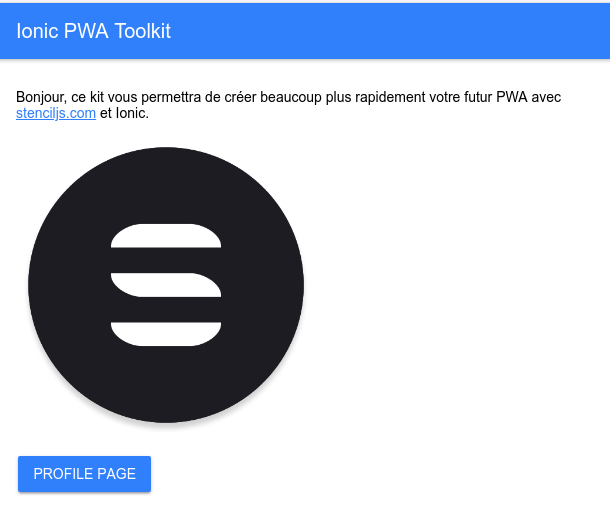 Ionic PWA Toolkit
Bonjour, ce kit vous permettra de créer beaucoup plus rapidement votre futur PWA avec
stenciljs.com et Ionic.
PROFILE PAGE